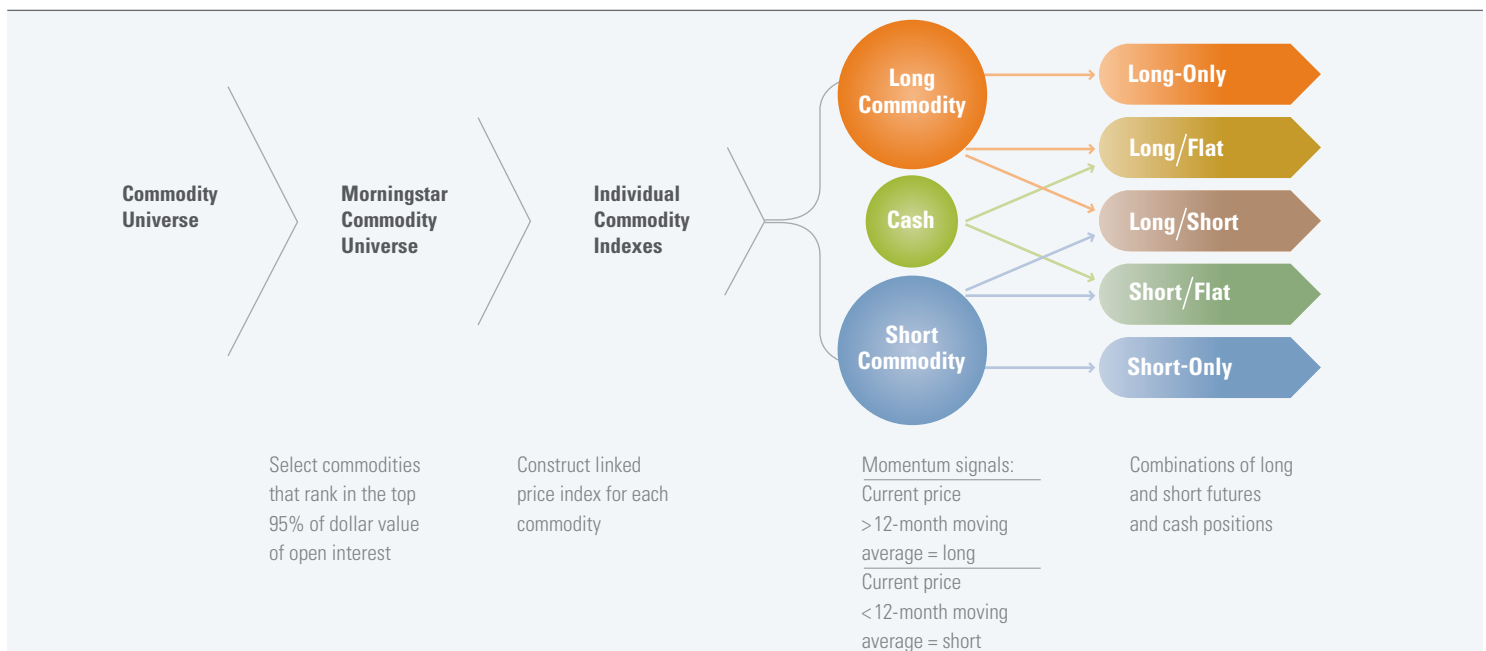 Commodity
Universe
Morningstar
Commodity
Universe
Individual
Commodity
Indexes
Long
Commodity
Cash
Short
Commodity
Long-Only
Long/Flat
Long/Short
Short/Flat
Short-Only
Select commodities
that rank in the top
95% of dollar value
of open interest
Construct linked
price index for each
commodity
Momentum signals:
Current price
>12-month moving
average = long
Current price
<12-month moving
average = short
Combinations of long
and short futures
and cash positions